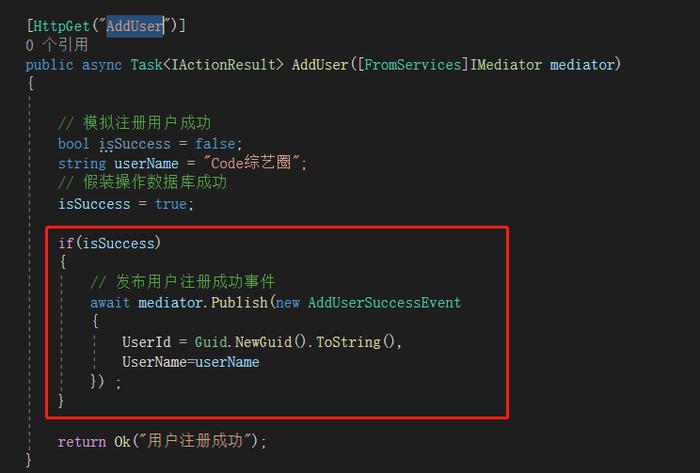 [HttpGet("AddUser")]
0 个引用
public async Task<IActionResult> AddUser([FromServices]IMediator mediator)
{
// 模拟注册用户成功
bool isSuccess = false;
string userName = "Code综艺圈";
// 假装操作数据库成功
isSuccess = true;
if(isSuccess)
{
// 发布用户注册成功事件
await mediator.Publish(new AddUserSuccessEvent
{
UserId = Guid.NewGuid().ToString(),
UserName=userName
}) ;
}
return Ok("用户注册成功");
}